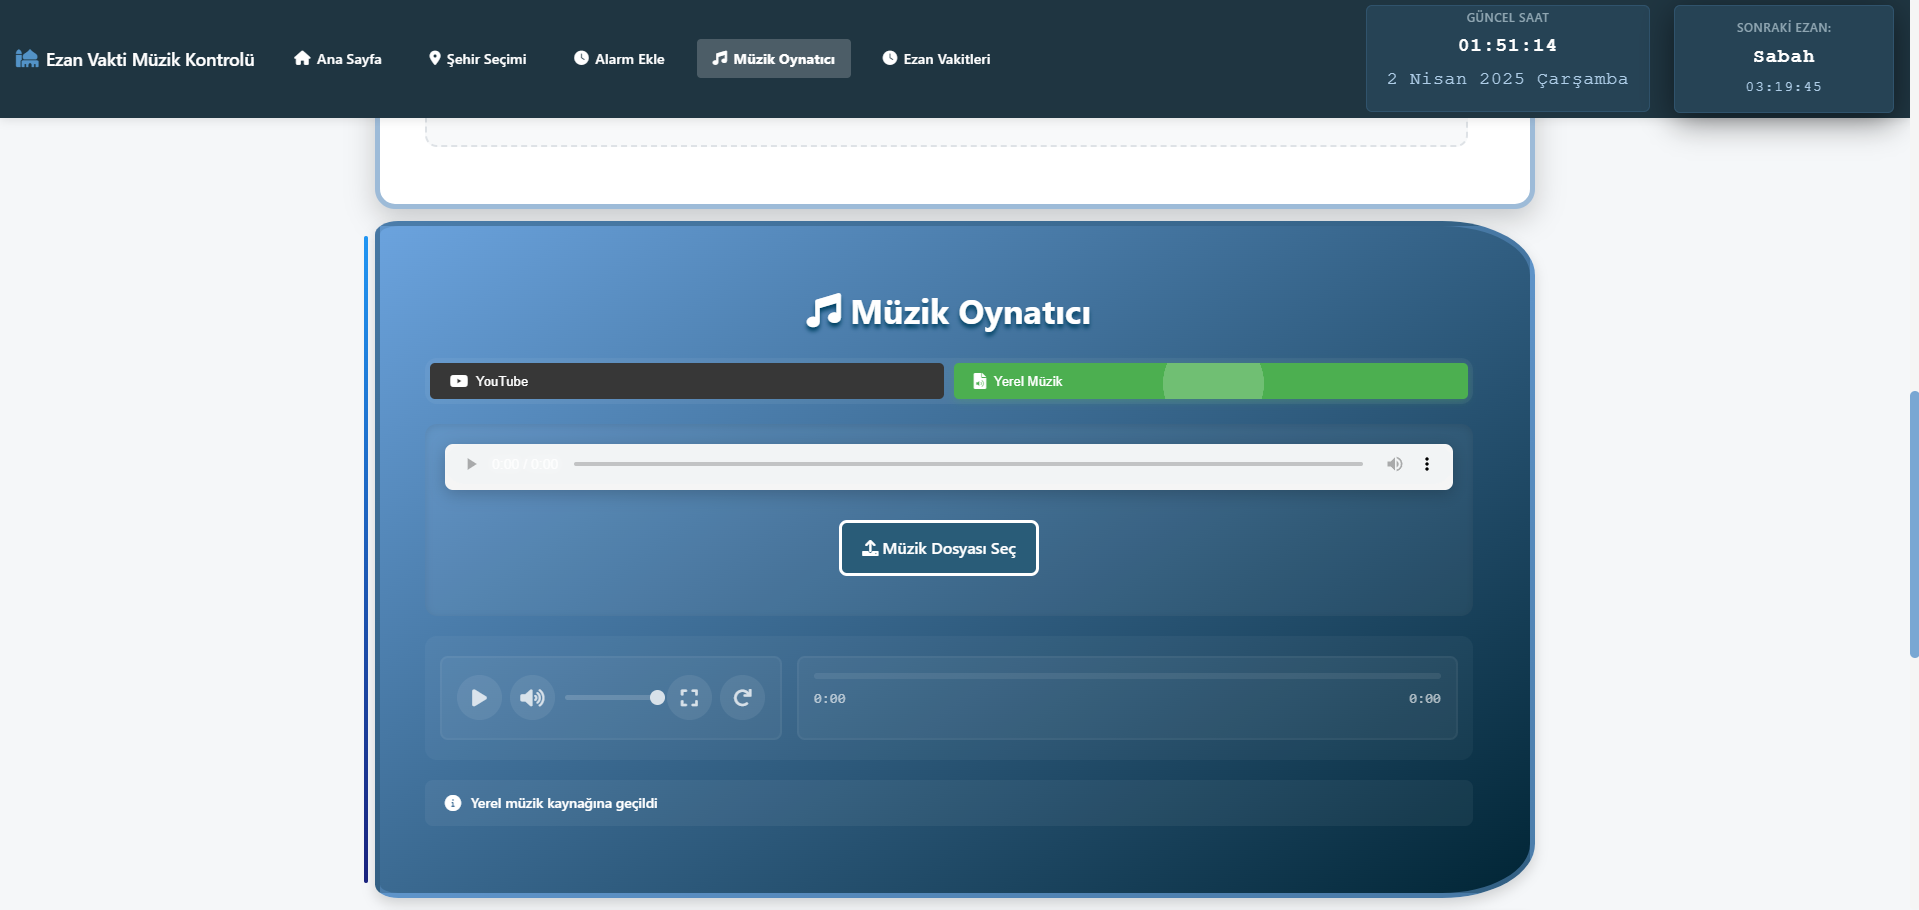 Ezan Vakti Müzik Kontrolü
Ana Sayfa
Şehir Seçimi
Alarm Ekle
Müzik Oynatıcı
Ezan Vakitleri
GÜNCEL SAAT
01:51:14
2 Nisan 2025 Çarşamba
SONRAKİ EZAN:
Sabah
03:19:45
Müzik Oynatıcı
YouTube
Yerel Müzik
0:00 / 0:00
Müzik Dosyası Seç
0:00
0:00
Yerel müzik kaynağına geçildi